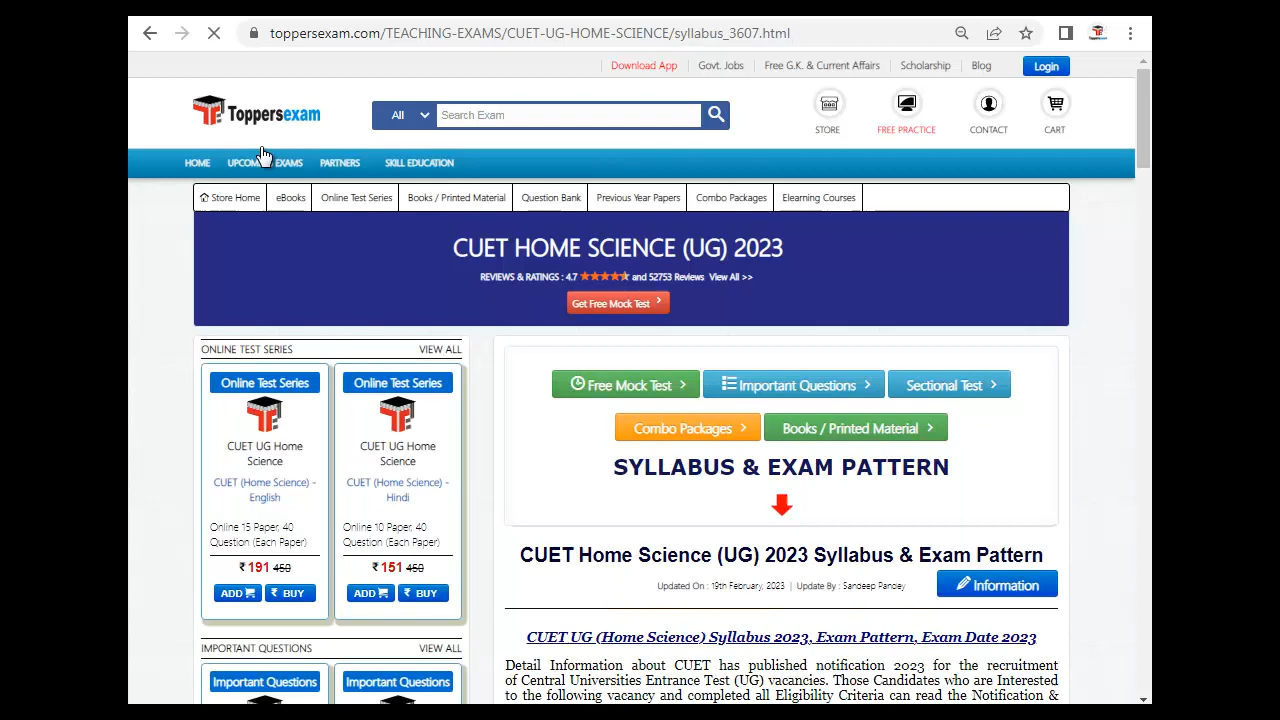 toppersexam.com/TEACHING-EXAMS/CUET-UG-HOME-SCIENCE/syllabus_3607.html
Download App
Govt. Jobs
Free G.K. & Current Affairs
Scholarship
Blog
Login
Toppersexam
All
Search Exam
STORE
FREE PRACTICE
CONTACT
CART
HOME
EXAMS
PARTNERS
SKILL EDUCATION
Store Home
eBooks
Online Test Series
Books / Printed Material
Question Bank
Previous Year Papers
Combo Packages
Elearning Courses
CUET HOME SCIENCE (UG) 2023
REVIEWS & RATINGS : 4.7 and 52753 Reviews View All >>
Get Free Mock Test
ONLINE TEST SERIES VIEW ALL
Online Test Series
CUET UG Home
Science
CUET (Home Science) -
English
Online 15 Paper, 40
Question (Each Paper)
₹ 191 450
ADD
₹ BUY
Online Test Series
CUET UG Home
Science
CUET (Home Science) -
Hindi
Online 10 Paper, 40
Question (Each Paper)
₹ 151 450
ADD
₹ BUY
IMPORTANT QUESTIONS VIEW ALL
Important Questions
Important Questions
Free Mock Test
Important Questions
Sectional Test
Combo Packages
Books / Printed Material
SYLLABUS & EXAM PATTERN
CUET Home Science (UG) 2023 Syllabus & Exam Pattern
Updated On : 19th February, 2023 | Update By : Sandeep Pandey
Information
CUET UG (Home Science) Syllabus 2023, Exam Pattern, Exam Date 2023
Detail Information about CUET has published notification 2023 for the recruitment
of Central Universities Entrance Test (UG) vacancies. Those Candidates who are Interested
to the following vacancy and completed all Eligibility Criteria can read the Notification &